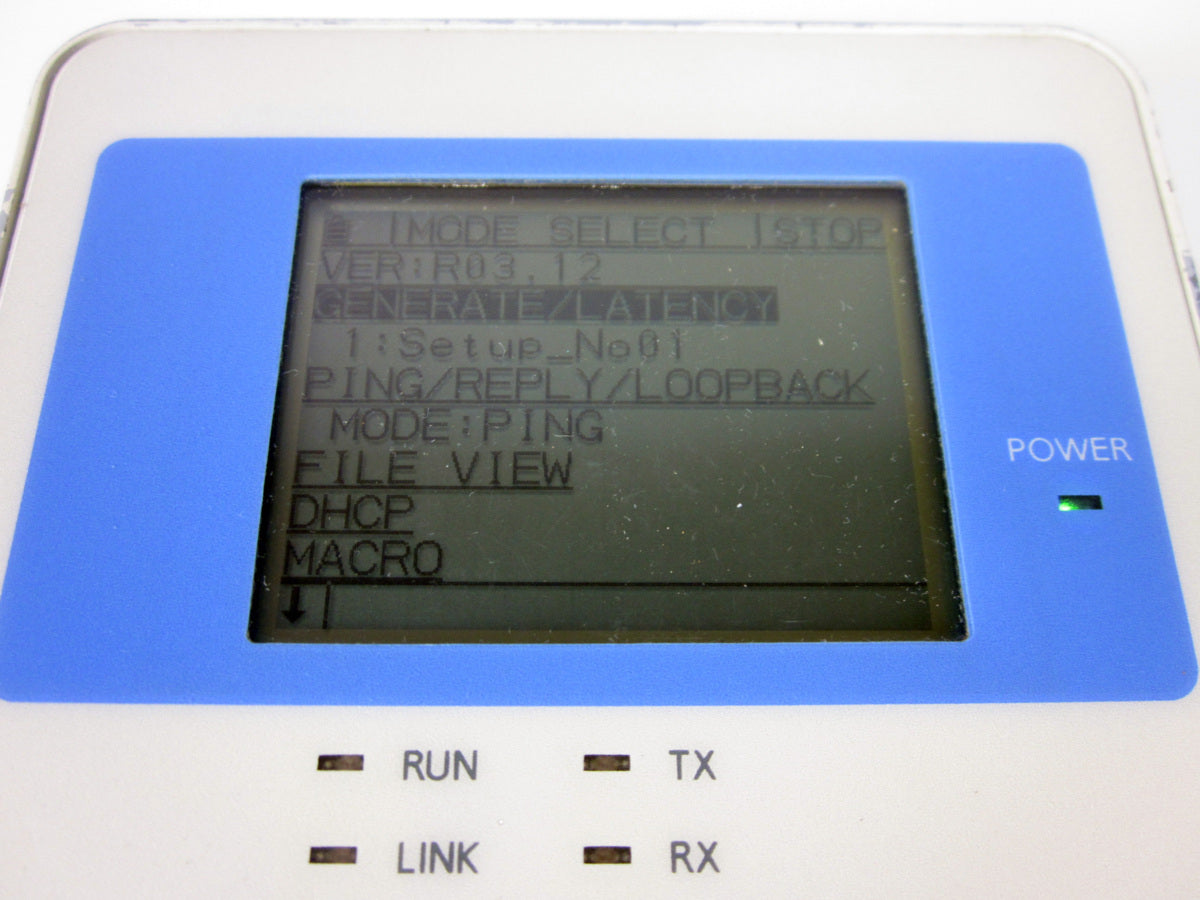 |MODE SELECT |STOP
VER:R03.12
GENERATE/LATENCY
1:Setup_No01
PING/REPLY/LOOPBACK
MODE:PING
FILE VIEW
DHCP
MACRO
↓|
POWER
RUN TX
LINK RX